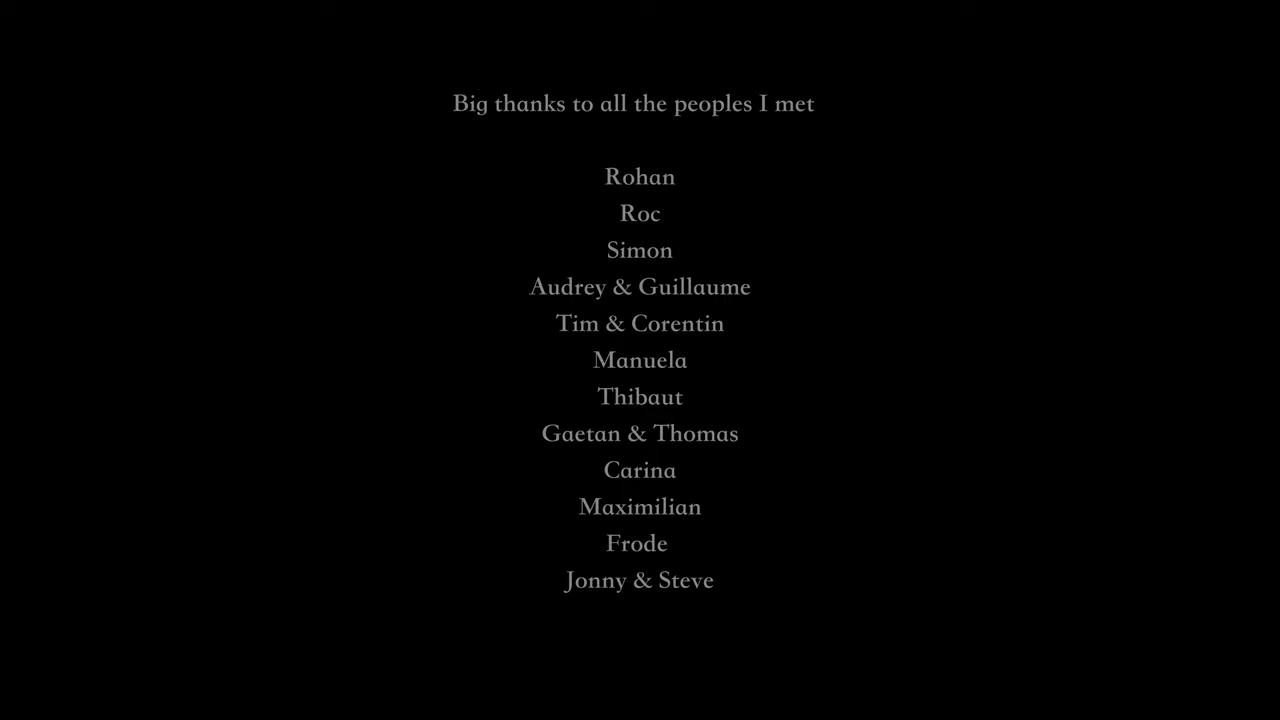 Big thanks to all the peoples I met
Rohan
Roc
Simon
Audrey & Guillaume
Tim & Corentin
Manuela
Thibaut
Gaetan & Thomas
Carina
Maximilian
Frode
Jonny & Steve